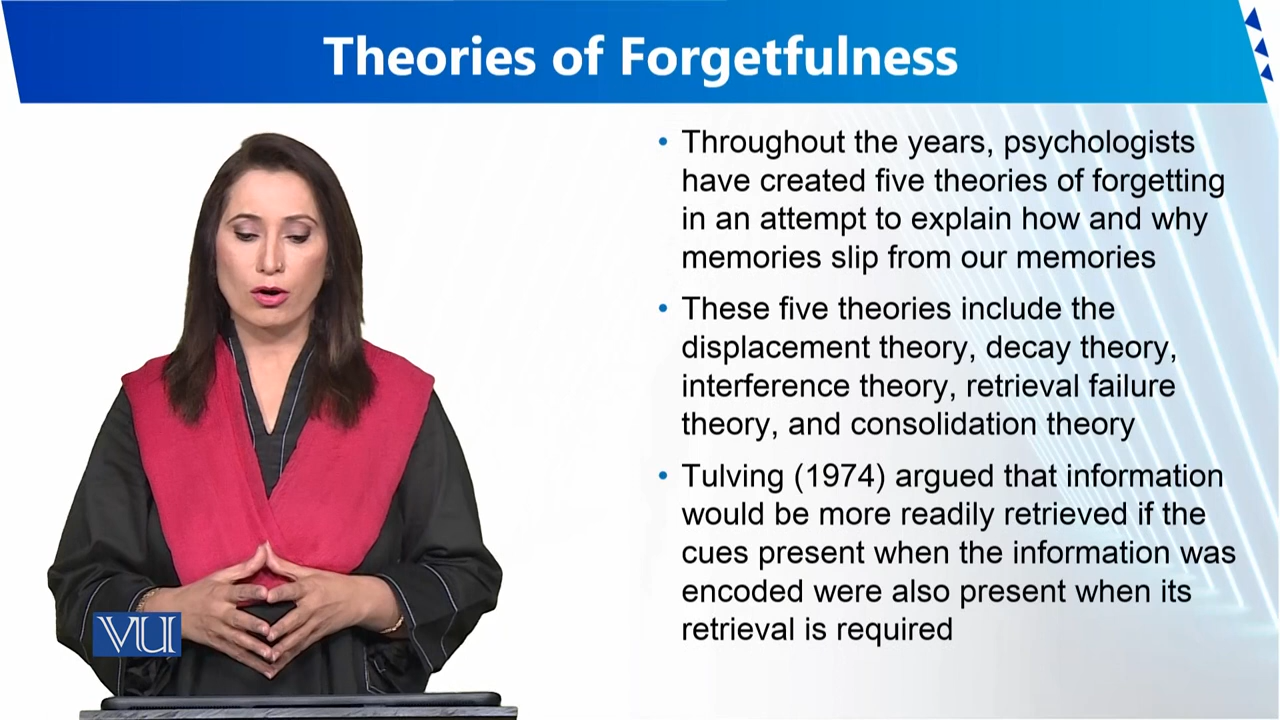 Theories of Forgetfulness
• Throughout the years, psychologists
have created five theories of forgetting
in an attempt to explain how and why
memories slip from our memories
• These five theories include the
displacement theory, decay theory,
interference theory, retrieval failure
theory, and consolidation theory
• Tulving (1974) argued that information
would be more readily retrieved if the
cues present when the information was
encoded were also present when its
retrieval is required
VU